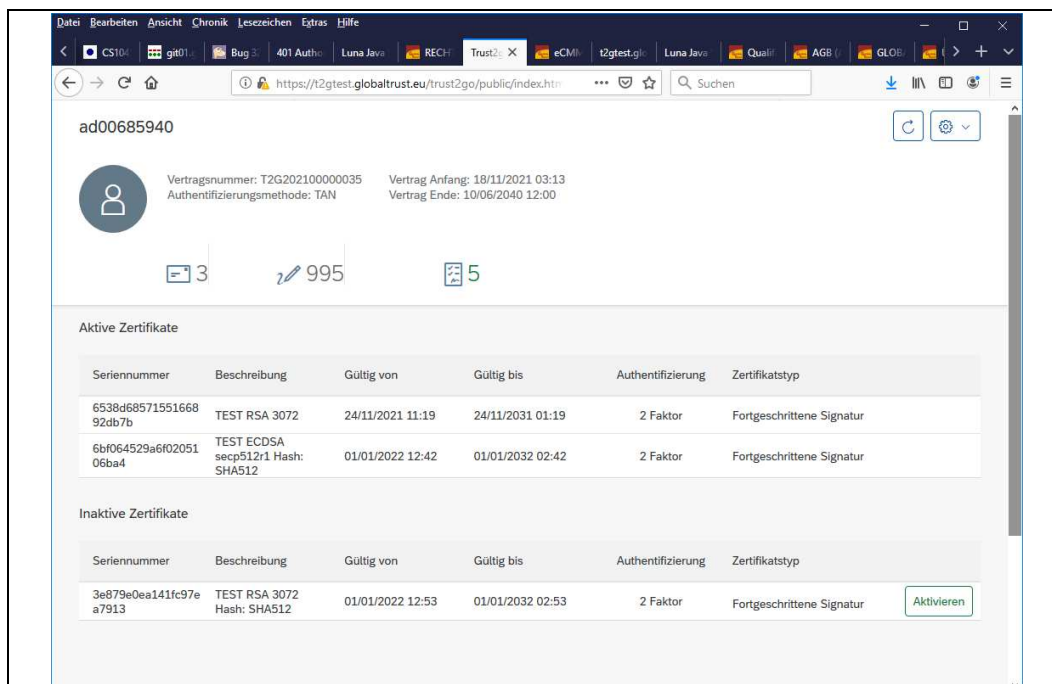 Datei Bearbeiten Ansicht Chronik Lesezeichen Extras Hilfe
CS104 git01. Bug 3 401 Autho Luna Java RECH Trust2 eCMM t2gtest.glo Luna Java Qualif AGB ( GLOB
https://t2gtest.globaltrust.eu/trust2go/public/index.htm Suchen
ad00685940
Vertragsnummer: T2G202100000035 Vertrag Anfang: 18/11/2021 03:13
Authentifizierungsmethode: TAN Vertrag Ende: 10/06/2040 12:00
3 995 5
Aktive Zertifikate
Seriennummer Beschreibung Gültig von Gültig bis Authentifizierung Zertifikatstyp
6538d68571551668
92db7b TEST RSA 3072 24/11/2021 11:19 24/11/2031 01:19 2 Faktor Fortgeschrittene Signatur
6bf064529a6f02051
06ba4 TEST ECDSA
secp512r1 Hash:
SHA512 01/01/2022 12:42 01/01/2032 02:42 2 Faktor Fortgeschrittene Signatur
Inaktive Zertifikate
Seriennummer Beschreibung Gültig von Gültig bis Authentifizierung Zertifikatstyp
3e879e0ea141fc97e
a7913 TEST RSA 3072
Hash: SHA512 01/01/2022 12:53 01/01/2032 02:53 2 Faktor Fortgeschrittene Signatur Aktivieren